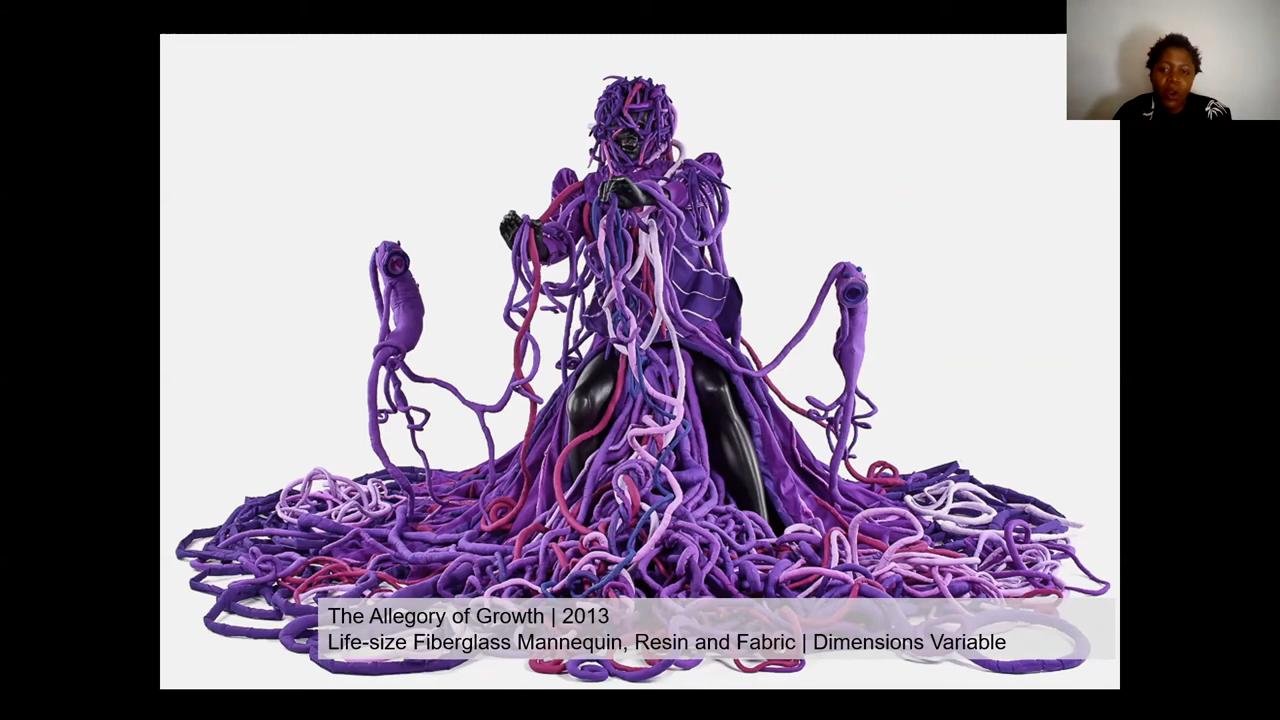 The Allegory of Growth | 2013
Life-size Fiberglass Mannequin, Resin and Fabric | Dimensions Variable